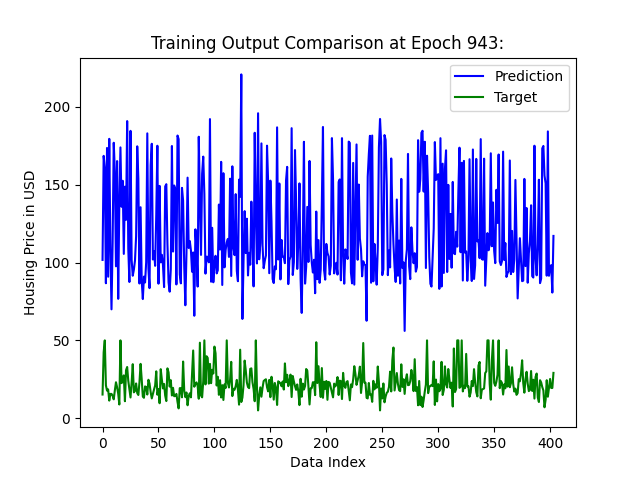 Training Output Comparison at Epoch 943:
Prediction
Target
Housing Price in USD
200
150
100
50
0
0 50 100 150 200 250 300 350 400
Data Index